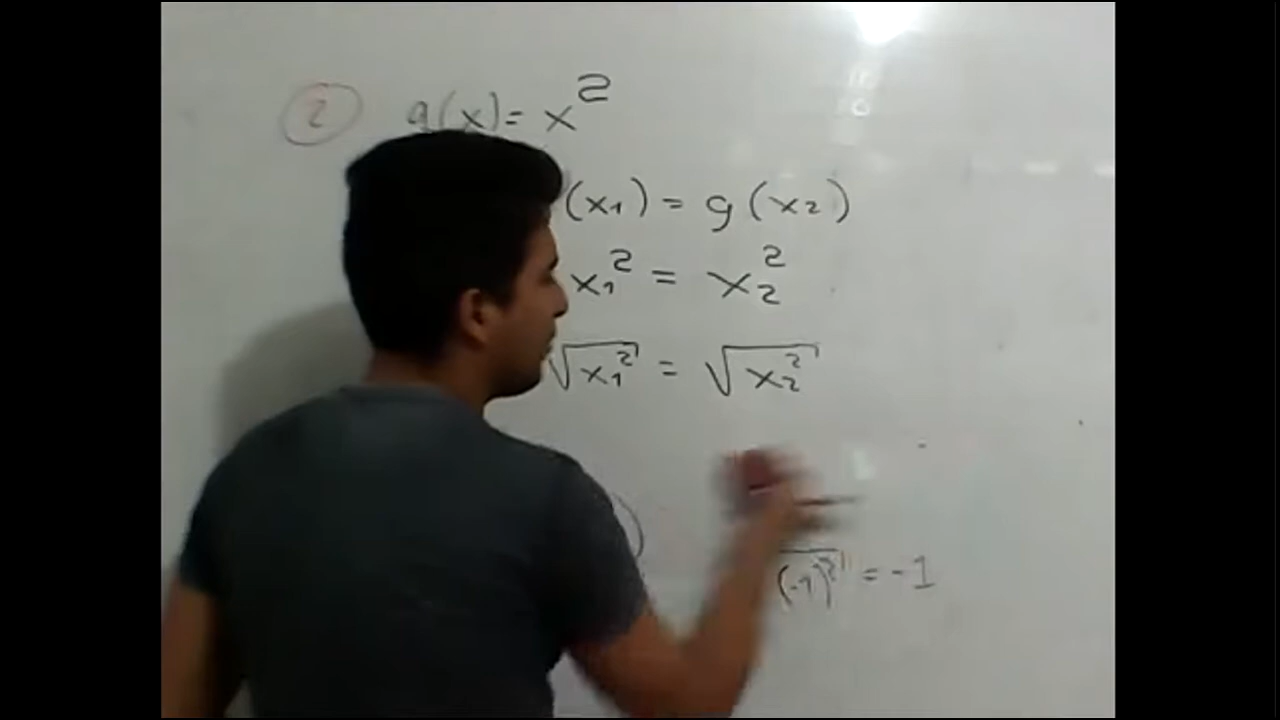 2 g(x) = x²
(x₁) = g(x₂)
x₁² = x₂²
√x₁² = √x₂²
√(-1)² = -1